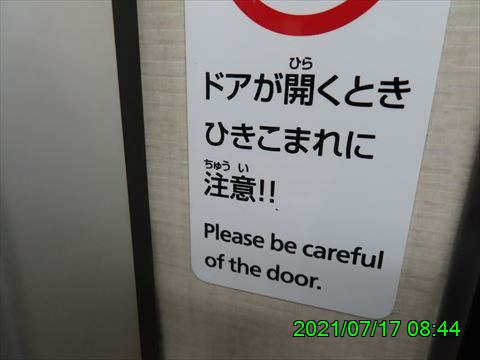 ひら
ドアが開くとき
ひきこまれに
ちゅう い
注意!!
Please be careful
of the door.
2021/07/17 08:44